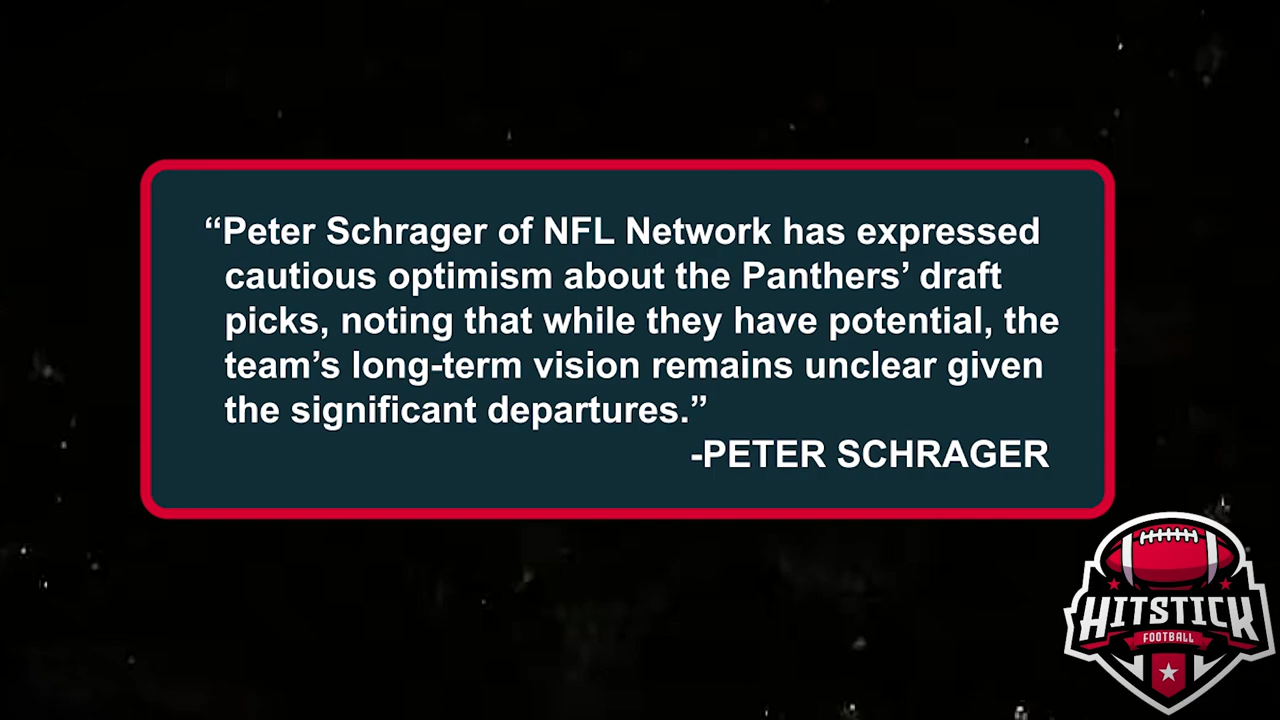 “Peter Schrager of NFL Network has expressed
cautious optimism about the Panthers’ draft
picks, noting that while they have potential, the
team’s long-term vision remains unclear given
the significant departures.”
-PETER SCHRAGER
HITSTICK
FOOTBALL